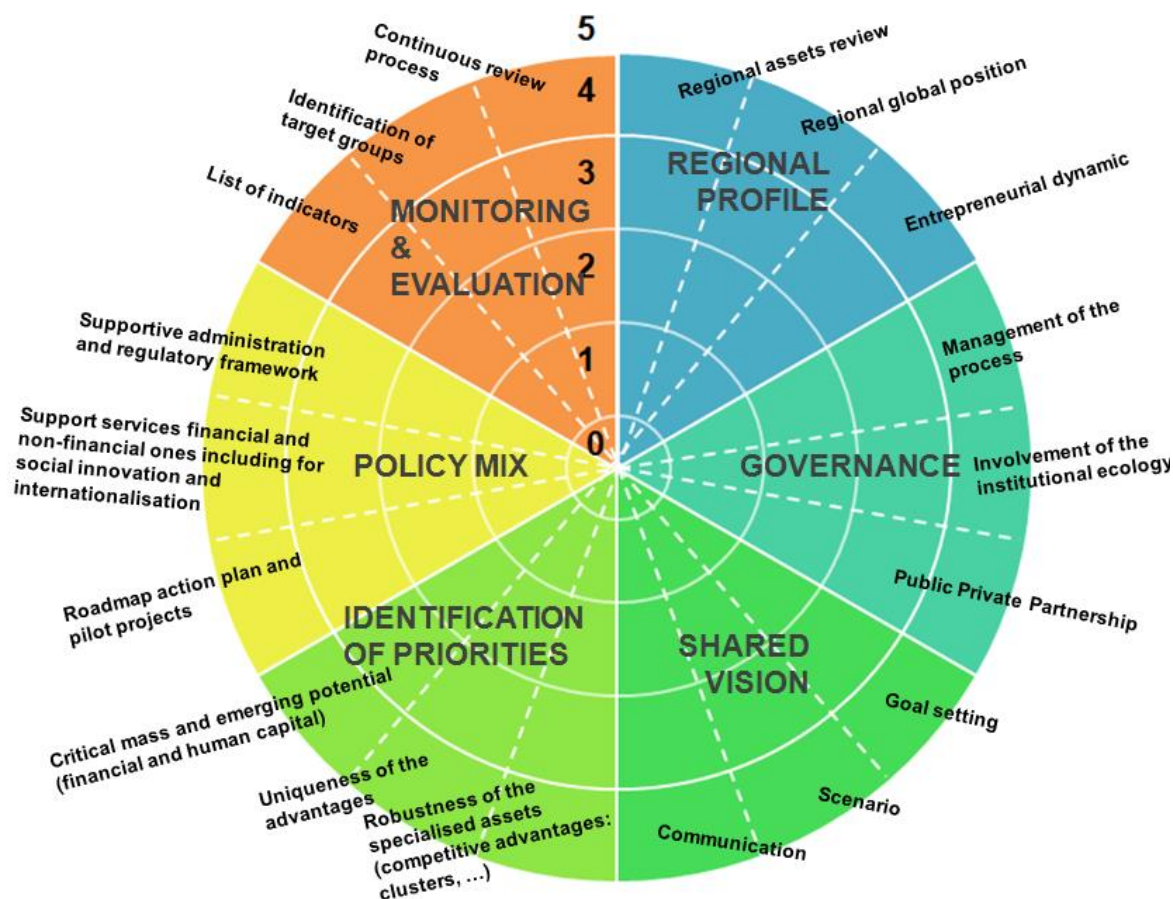 5
4
3
2
1
0
Regional assets review
Regional global position
Entrepreneurial dynamic
REGIONAL
PROFILE
Management of the
process
Involvement of the
institutional ecology
Public Private Partnership
GOVERNANCE
Goal setting
Scenario
Communication
SHARED
VISION
Robustness of the
specialised assets
(competitive advantages:
clusters, ...)
Uniqueness of the
advantages
Critical mass and emerging potential
(financial and human capital)
IDENTIFICATION
OF PRIORITIES
Roadmap action plan and
pilot projects
Support services financial and
non-financial ones including for
social innovation and
internationalisation
Supportive administration
and regulatory framework
POLICY MIX
List of indicators
Identification of
target groups
Continuous review
process
MONITORING
&
EVALUATION